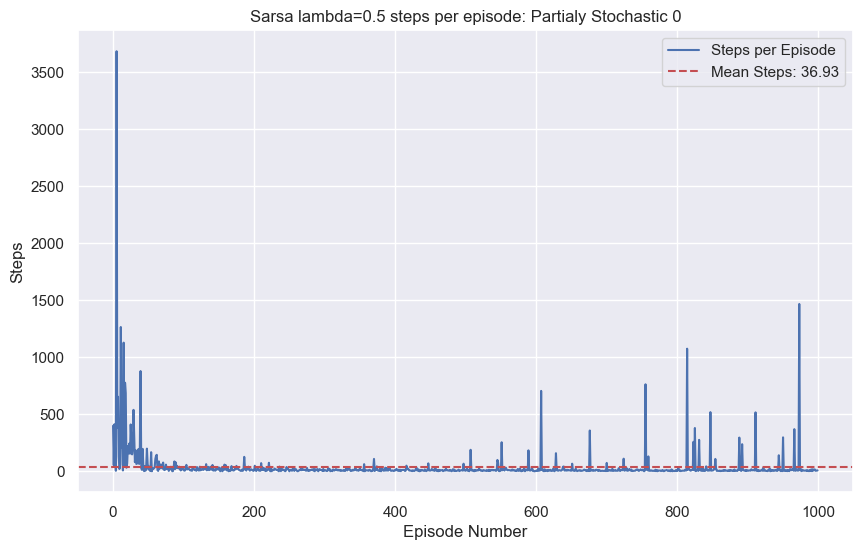 Sarsa lambda=0.5 steps per episode: Partialy Stochastic 0
Steps per Episode
Mean Steps: 36.93
3500
3000
2500
2000
1500
1000
500
0
Steps
0 200 400 600 800 1000
Episode Number